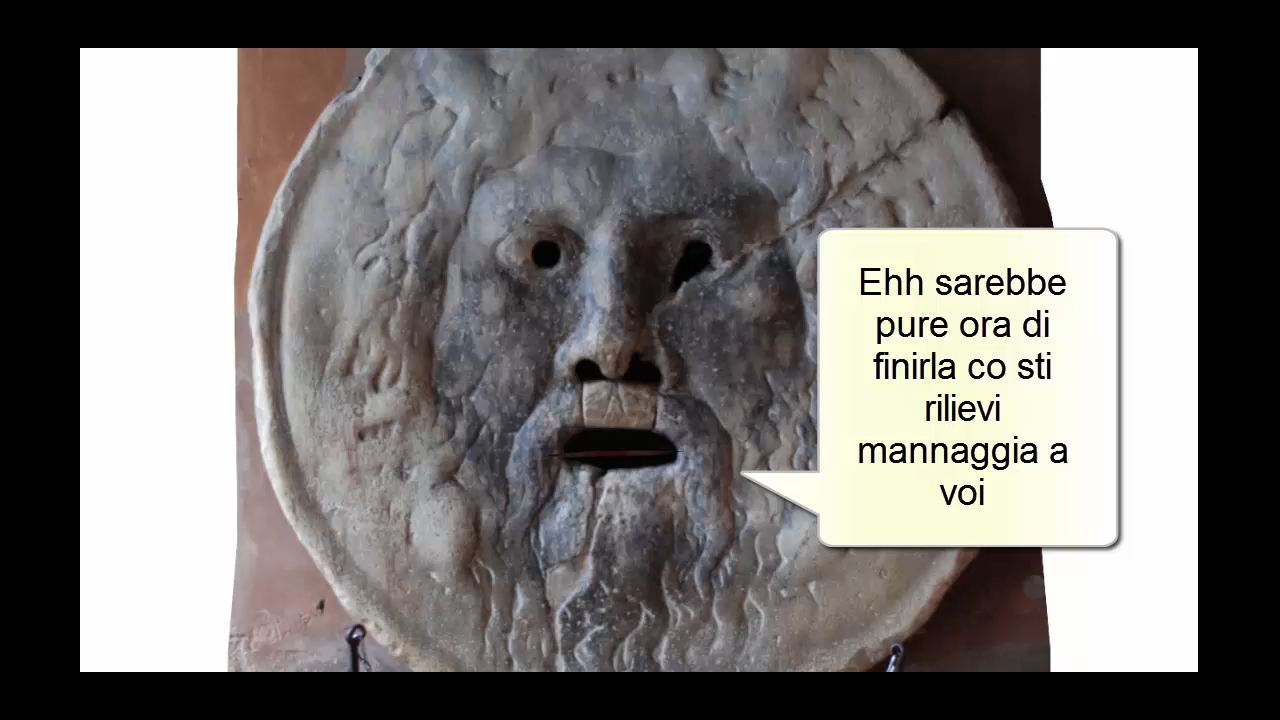 Ehh sarebbe
pure ora di
finirla co sti
rilievi
mannaggia a
voi